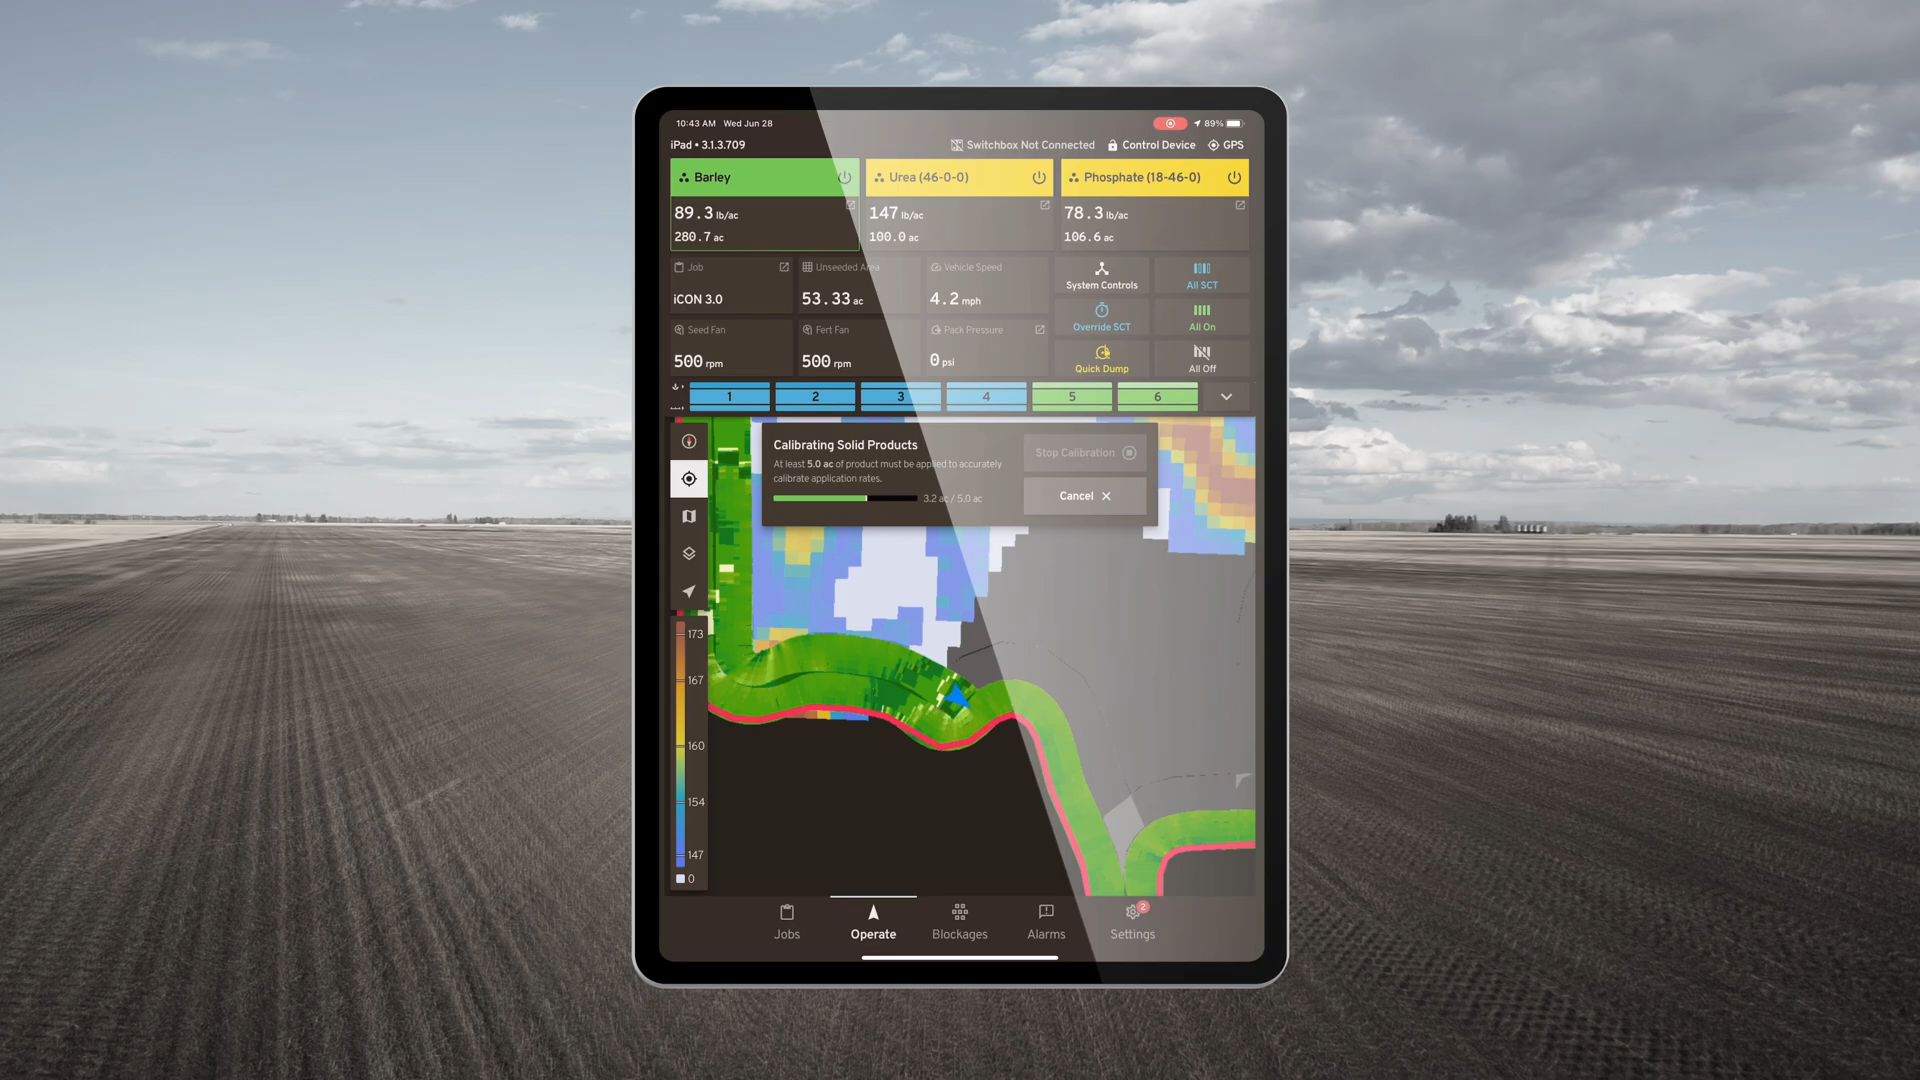 10:43 AM Wed Jun 28
89%
iPad • 3.1.3.709
Switchbox Not Connected
Control Device
GPS
Barley
Urea (46-0-0)
Phosphate (18-46-0)
89.3 lb/ac
147 lb/ac
78.3 lb/ac
280.7 ac
100.0 ac
106.6 ac
Job
Unseeded Area
Vehicle Speed
System Controls
All SCT
iCON 3.0
53.33 ac
4.2 mph
Override SCT
All On
Seed Fan
Fert Fan
Pack Pressure
500 rpm
500 rpm
0 psi
Quick Dump
All Off
1
2
3
4
5
6
Calibrating Solid Products
At least 5.0 ac of product must be applied to accurately
calibrate application rates.
3.2 ac / 5.0 ac
Stop Calibration
Cancel
173
167
160
154
147
0
Jobs
Operate
Blockages
Alarms
Settings
2